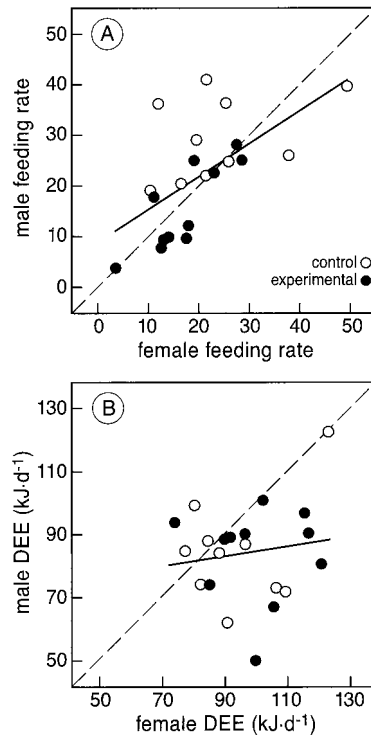 A
50
40
30
20
10
0
male feeding rate
control
experimental
0 10 20 30 40 50
female feeding rate
B
130
110
90
70
50
male DEE (kJ·d⁻¹)
50 70 90 110 130
female DEE (kJ·d⁻¹)